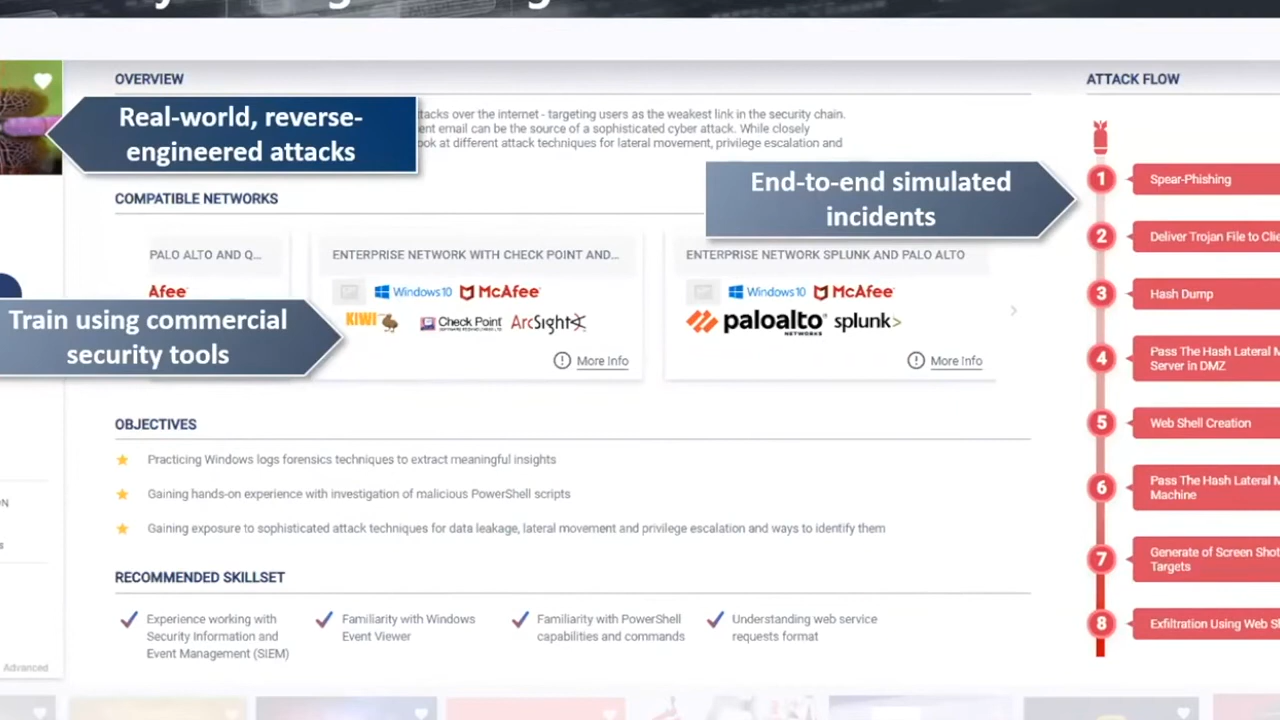 OVERVIEW
ATTACK FLOW
Real-world, reverse-
engineered attacks
tacks over the internet - targeting users as the weakest link in the security chain.
ent email can be the source of a sophisticated cyber attack. While closely
ook at different attack techniques for lateral movement, privilege escalation and
End-to-end simulated
incidents
COMPATIBLE NETWORKS
PALO ALTO AND Q...
Afee
ENTERPRISE NETWORK WITH CHECK POINT AND...
Windows10 McAfee
KIWI Check Point ArcSight
More Info
ENTERPRISE NETWORK SPLUNK AND PALO ALTO
Windows10 McAfee
paloalto NETWORKS splunk>
More Info
Train using commercial
security tools
OBJECTIVES
Practicing Windows logs forensics techniques to extract meaningful insights
Gaining hands-on experience with investigation of malicious PowerShell scripts
Gaining exposure to sophisticated attack techniques for data leakage, lateral movement and privilege escalation and ways to identify them
RECOMMENDED SKILLSET
Experience working with
Security Information and
Event Management (SIEM)
Familiarity with Windows
Event Viewer
Familiarity with PowerShell
capabilities and commands
Understanding web service
requests format
Advanced
1 Spear-Phishing
2 Deliver Trojan File to Clie
3 Hash Dump
4 Pass The Hash Lateral M
Server in DMZ
5 Web Shell Creation
6 Pass The Hash Lateral M
Machine
7 Generate of Screen Shot
Targets
8 Exfiltration Using Web Sh